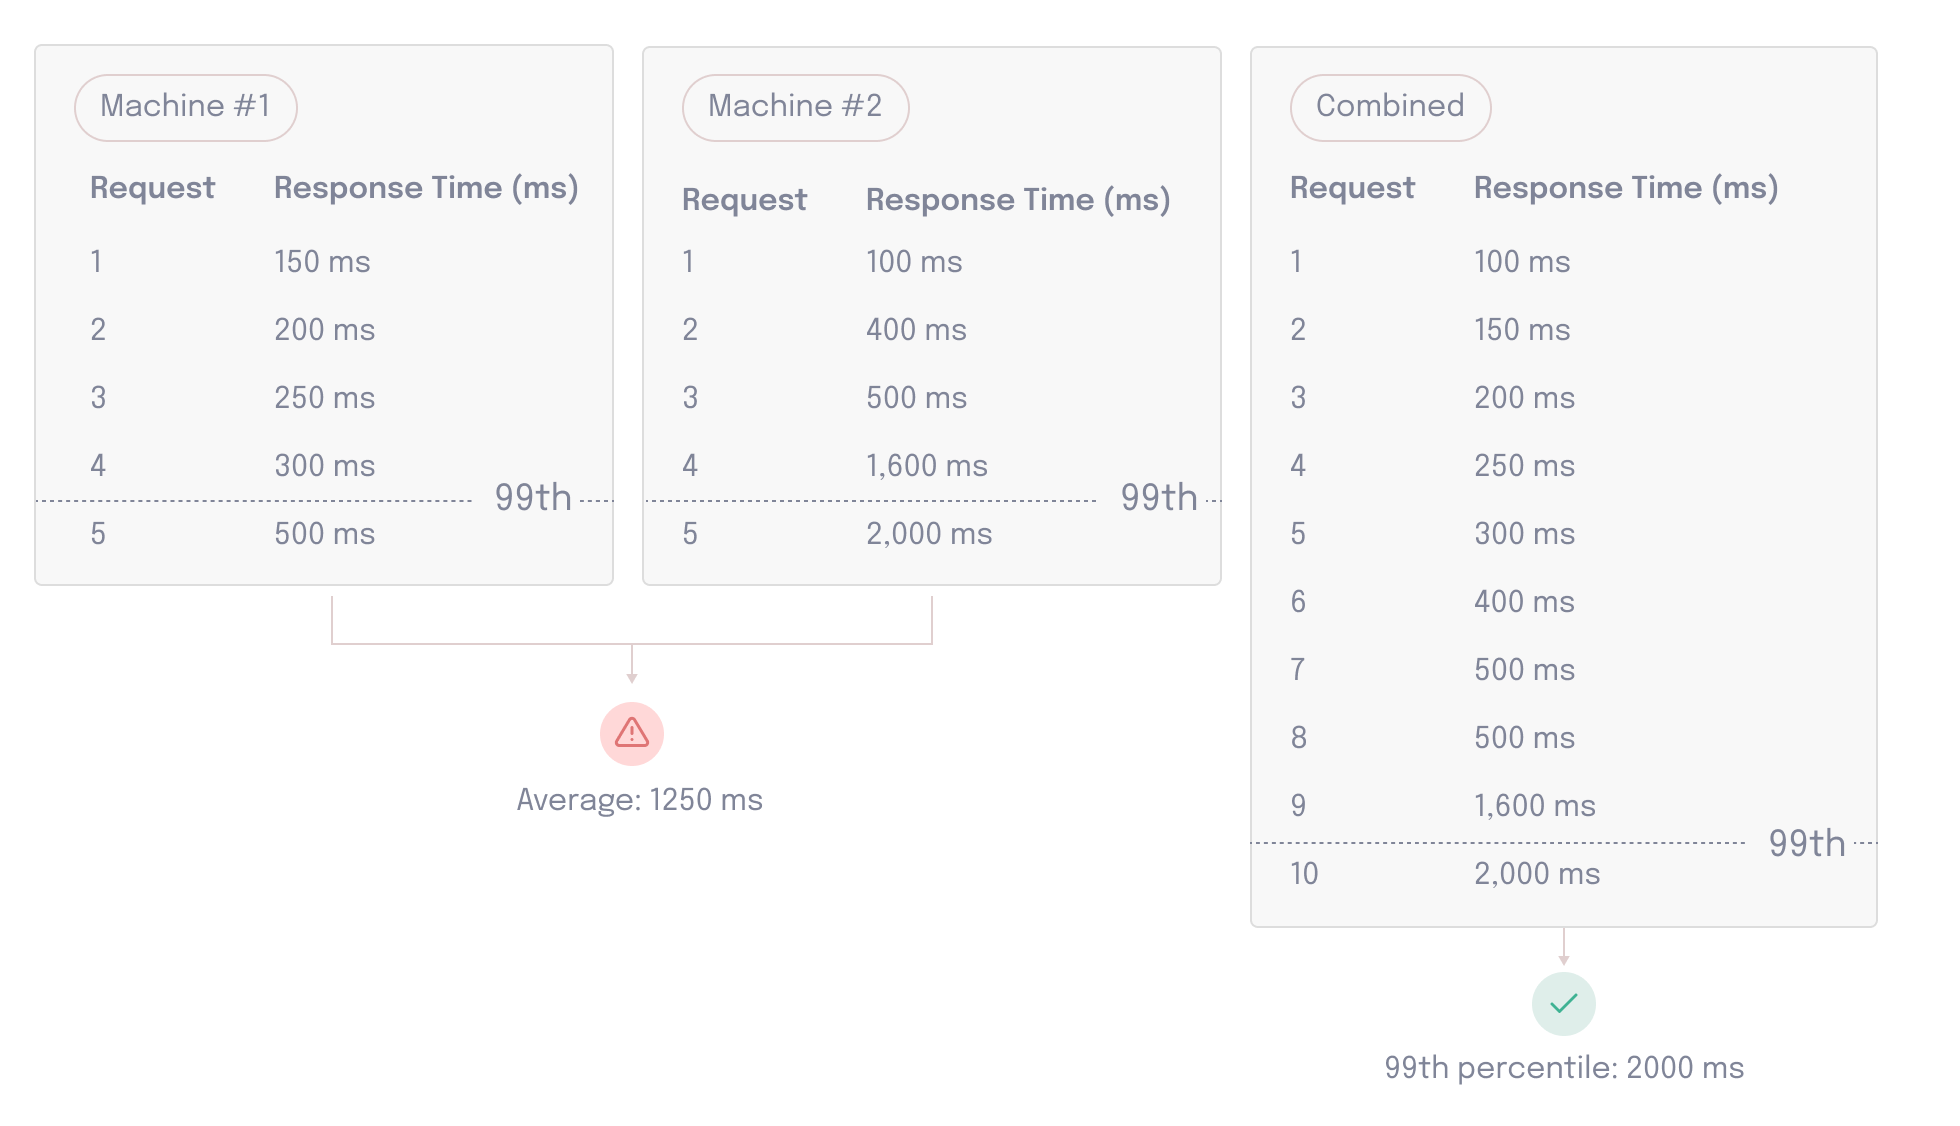 Machine #1
Request Response Time (ms)
1 150 ms
2 200 ms
3 250 ms
4 300 ms
99th
5 500 ms
Machine #2
Request Response Time (ms)
1 100 ms
2 400 ms
3 500 ms
4 1,600 ms
99th
5 2,000 ms
Average: 1250 ms
Combined
Request Response Time (ms)
1 100 ms
2 150 ms
3 200 ms
4 250 ms
5 300 ms
6 400 ms
7 500 ms
8 500 ms
9 1,600 ms
99th
10 2,000 ms
99th percentile: 2000 ms